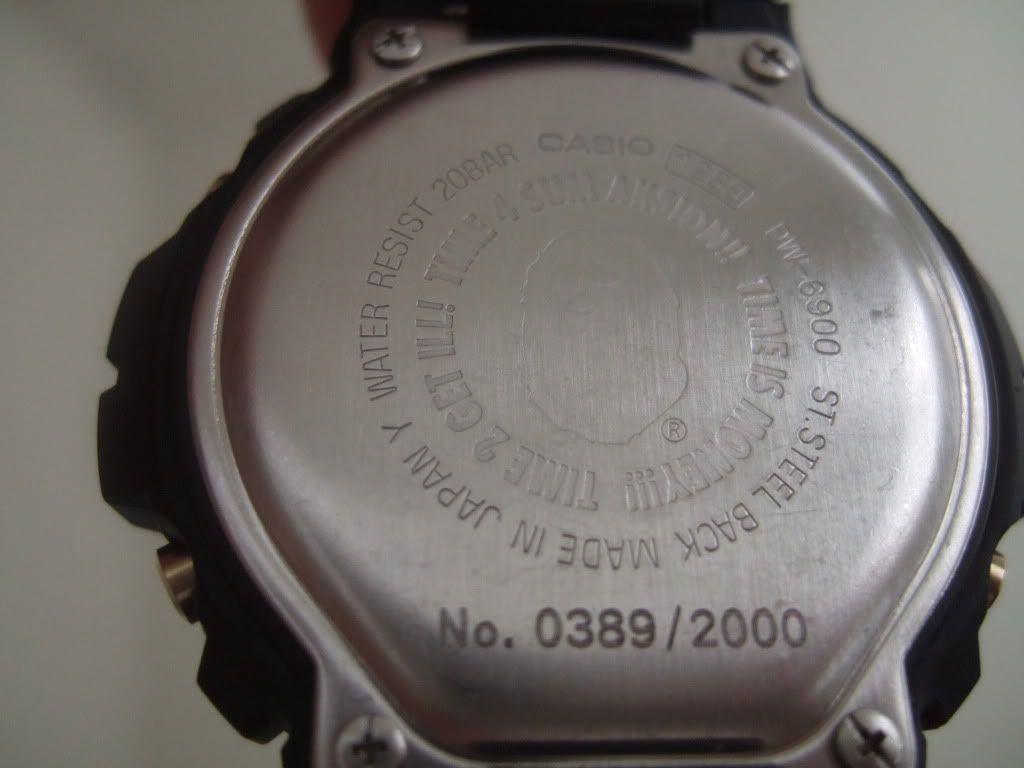 CASIO
DW-6900 ST.STEEL BACK MADE IN JAPAN Y WATER RESIST 20BAR
TIME 4 SUM AKSION!! TIME IS MONEY!!! TIME 2 GET ILL!
®
No. 0389/2000